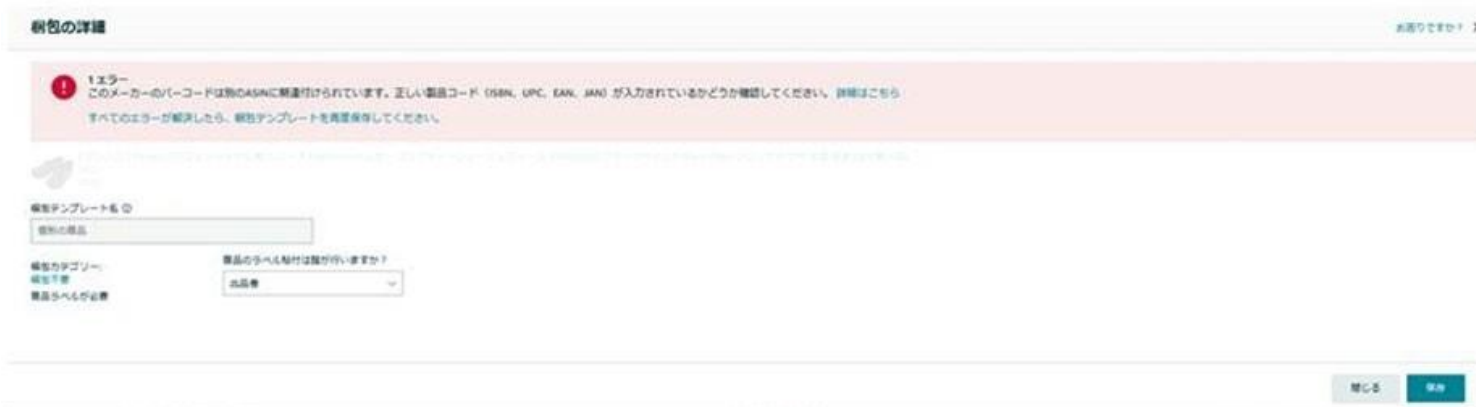 梱包の詳細
お困りですか?
1エラー
このメーカーのバーコードは別のASINに関連付けられています。正しい製品コード（ISBN、UPC、EAN、JAN）が入力されているかどうか確認してください。 詳細はこちら
すべてのエラーが解決したら、梱包テンプレートを再度保存してください。
梱包テンプレート名
個別の商品
商品のラベル貼付は誰が行いますか？
梱包カテゴリー:
梱包不要
出品者
商品ラベルが必要
閉じる
保存